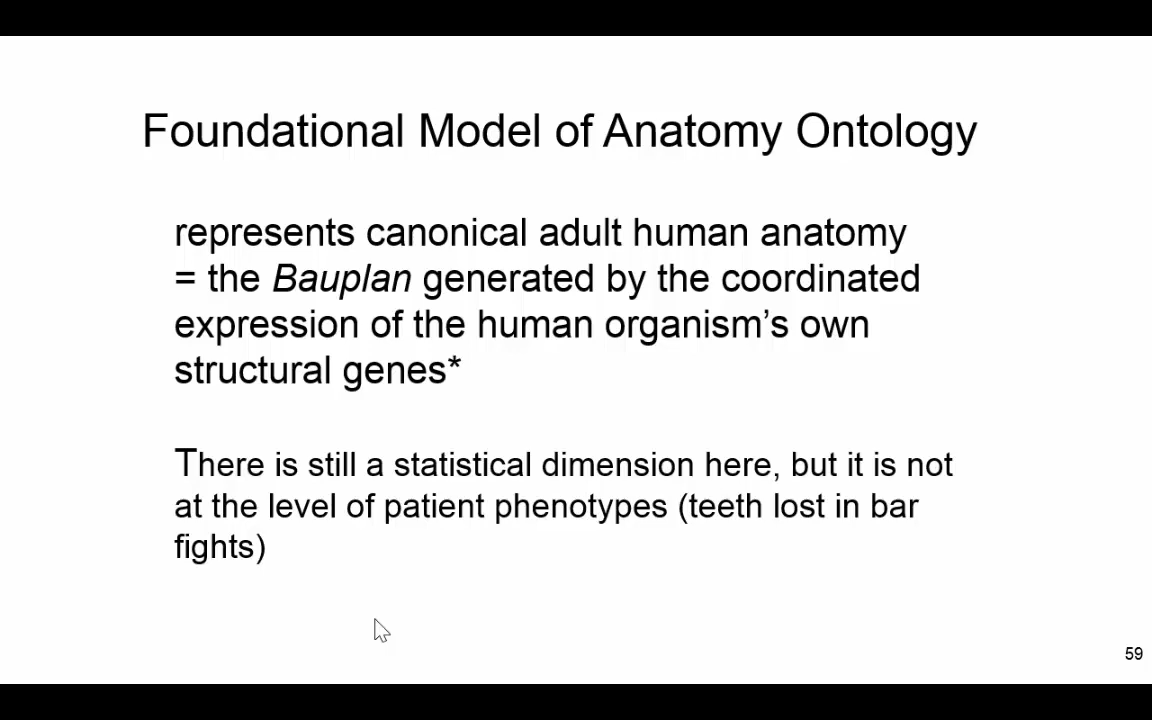 Foundational Model of Anatomy Ontology
represents canonical adult human anatomy
= the Bauplan generated by the coordinated
expression of the human organism’s own
structural genes*
There is still a statistical dimension here, but it is not
at the level of patient phenotypes (teeth lost in bar
fights)
59